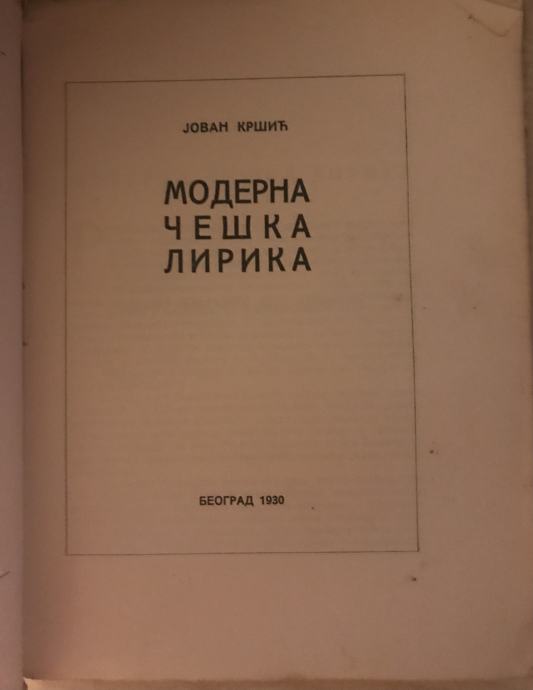 ЈОВАН КРШИЋ
МОДЕРНА
ЧЕШКА
ЛИРИКА
БЕОГРАД 1930